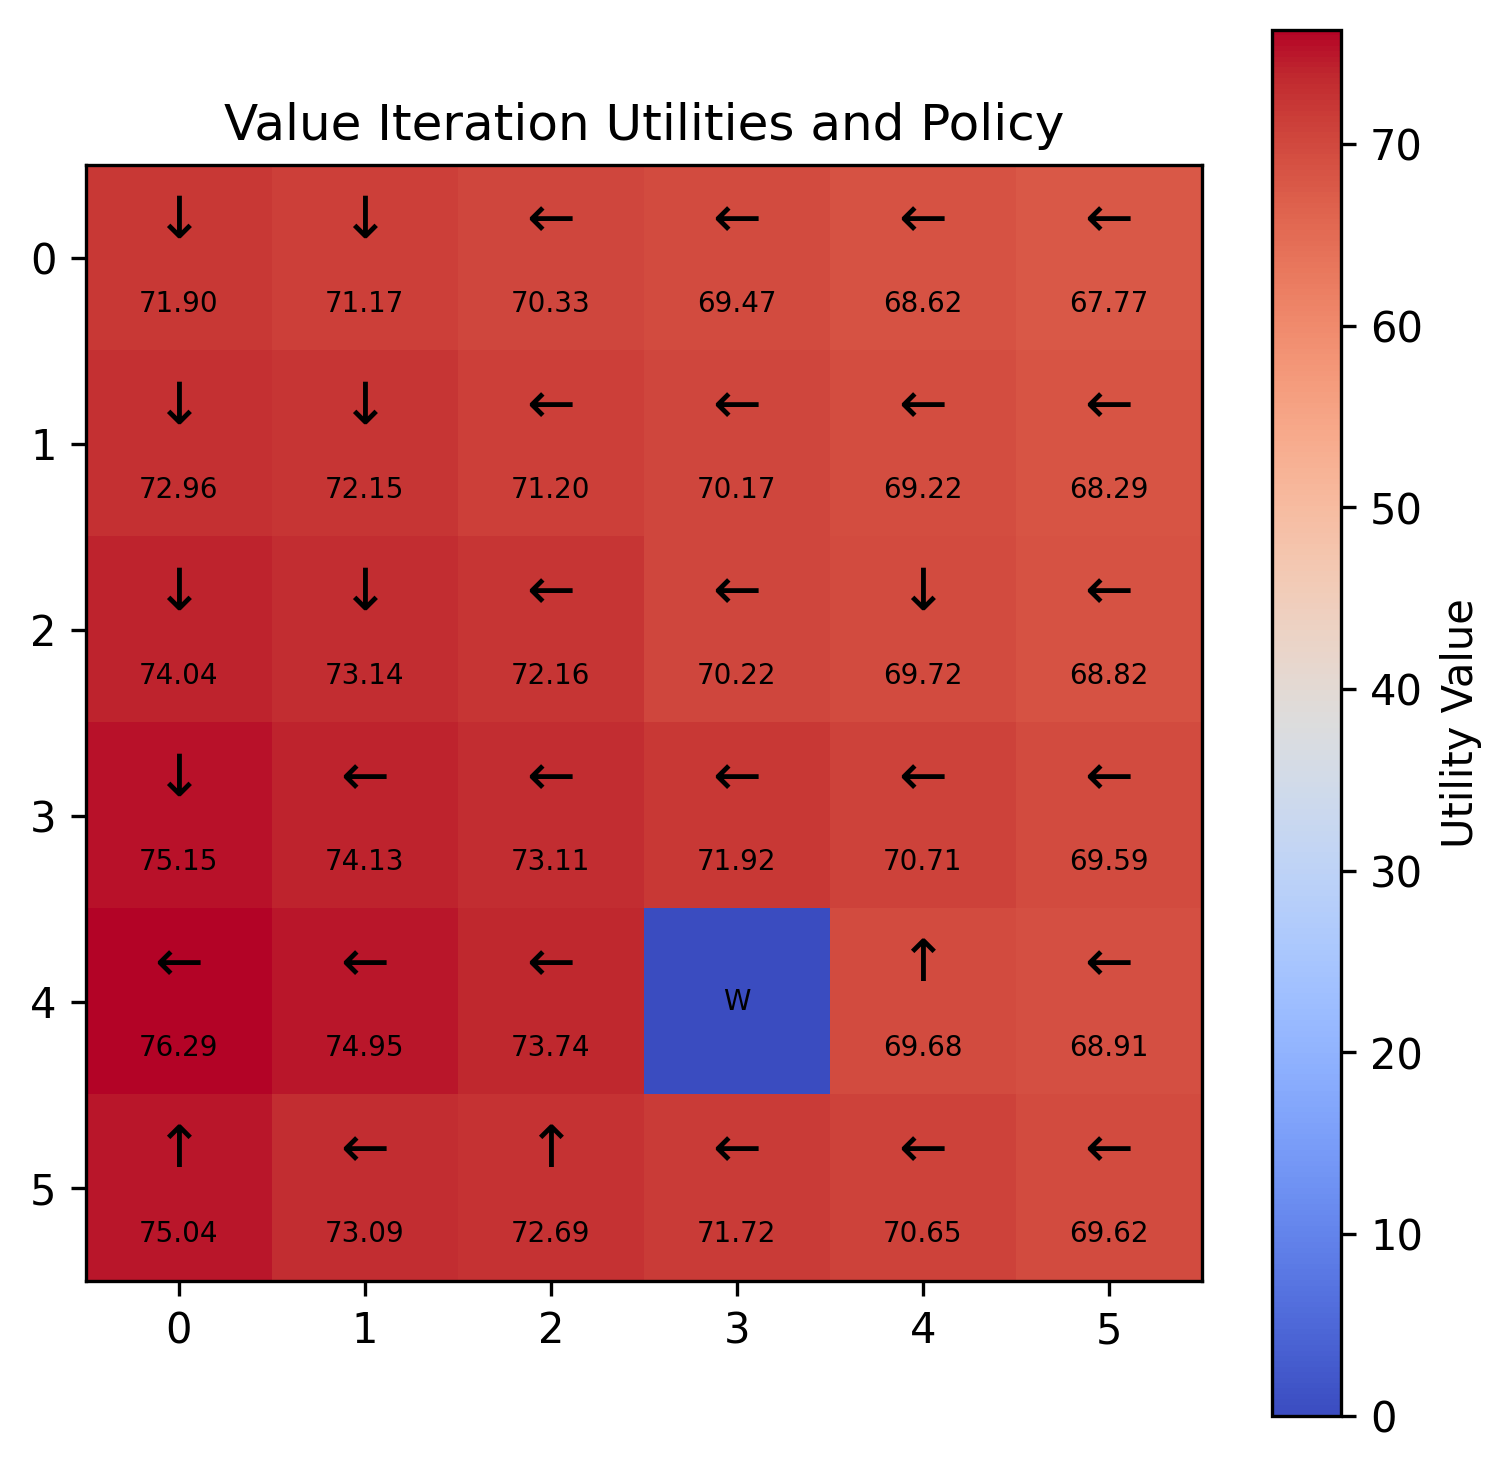 Value Iteration Utilities and Policy
0 ↓ ↓ ← ← ← ←
71.90 71.17 70.33 69.47 68.62 67.77
1 ↓ ↓ ← ← ← ←
72.96 72.15 71.20 70.17 69.22 68.29
2 ↓ ↓ ← ← ↓ ←
74.04 73.14 72.16 70.22 69.72 68.82
3 ↓ ← ← ← ← ←
75.15 74.13 73.11 71.92 70.71 69.59
4 ← ← ← W ↑ ←
76.29 74.95 73.74 69.68 68.91
5 ↑ ← ↑ ← ← ←
75.04 73.09 72.69 71.72 70.65 69.62
0 1 2 3 4 5
70
60
50
40
30
20
10
0
Utility Value